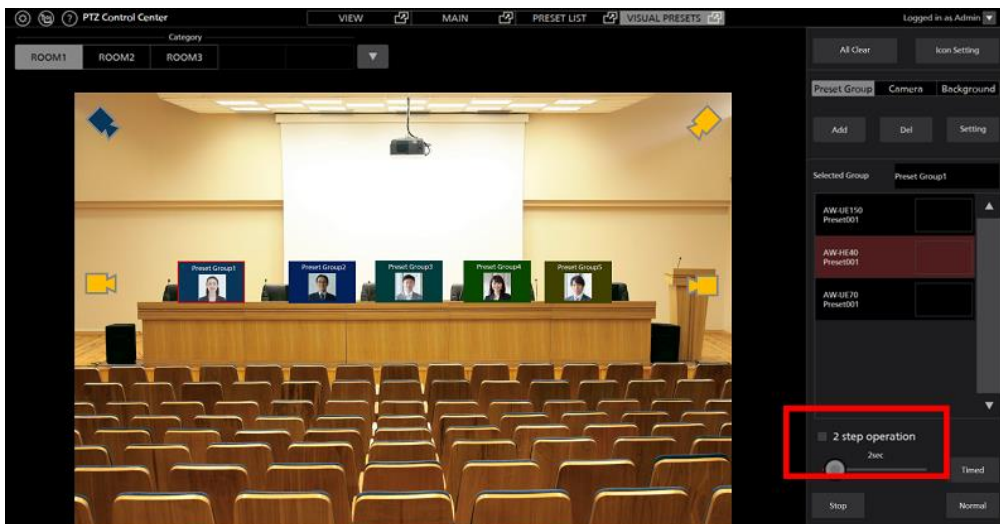 ? PTZ Control Center
VIEW
MAIN
PRESET LIST
VISUAL PRESETS
Logged in as Admin
Category
ROOM1
ROOM2
ROOM3
All Clear
Icon Setting
Preset Group
Camera
Background
Add
Del
Setting
Selected Group
Preset Group1
AW-UE150
Preset001
AW-HE40
Preset001
AW-UE70
Preset001
Preset Group1
Preset Group2
Preset Group3
Preset Group4
Preset Group5
2 step operation
2sec
Timed
Stop
Normal